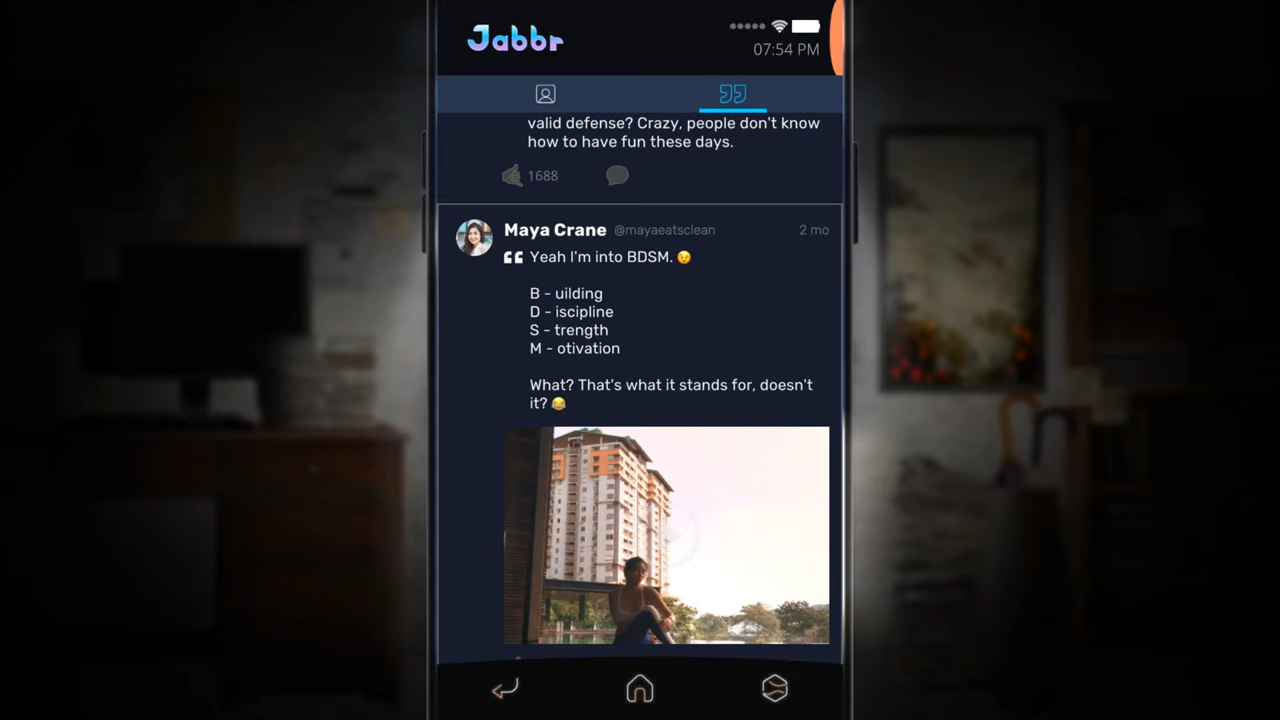 Jabbr
07:54 PM
valid defense? Crazy, people don't know
how to have fun these days.
1688
Maya Crane @mayaeatsclean 2 mo
Yeah I'm into BDSM. 😉
B - uilding
D - iscipline
S - trength
M - otivation
What? That's what it stands for, doesn't
it? 😂